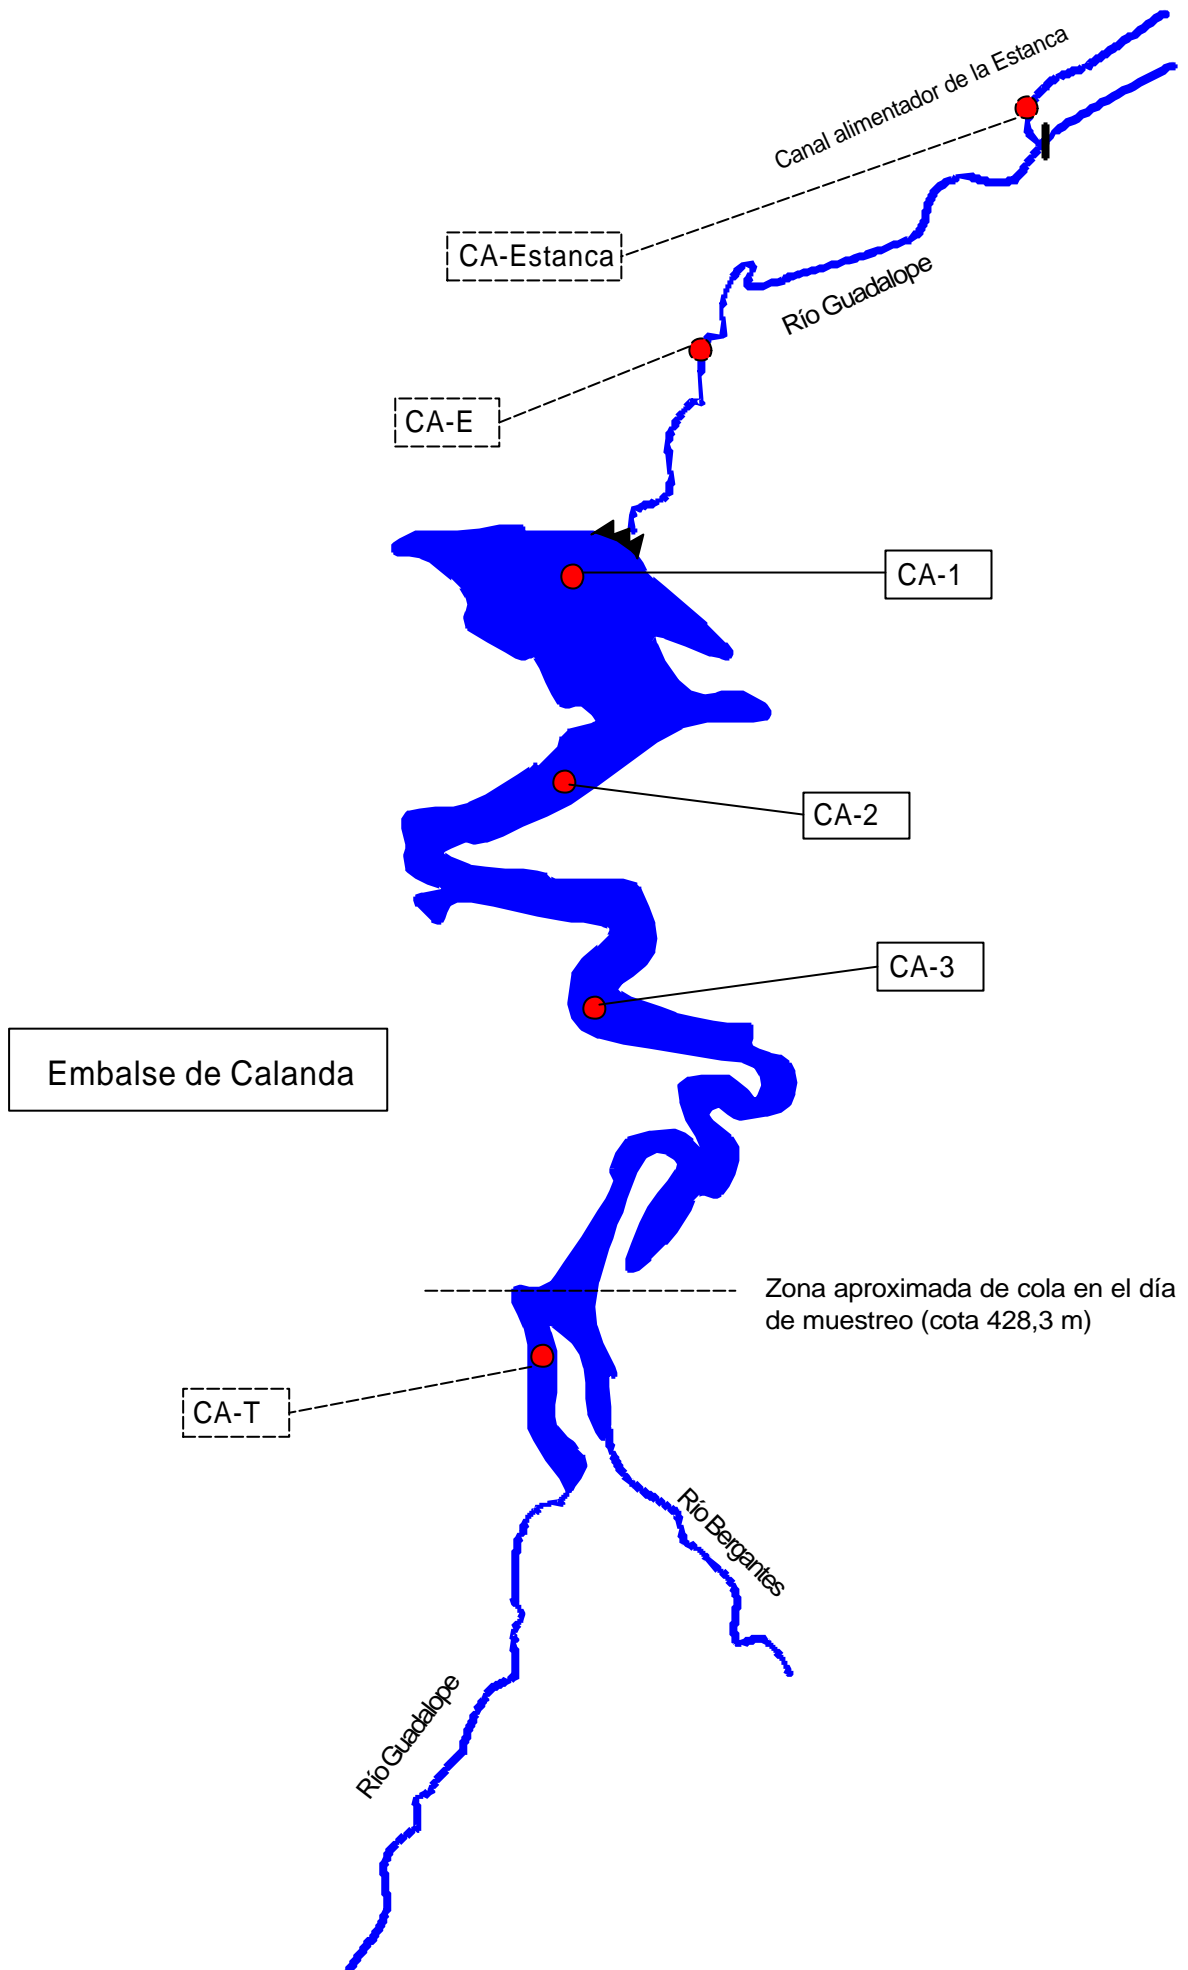 Canal alimentador de la Estanca
CA-Estanca
Río Guadalope
CA-E
CA-1
CA-2
CA-3
Embalse de Calanda
Zona aproximada de cola en el día
de muestreo (cota 428,3 m)
CA-T
Río Bergantes
Río Guadalope